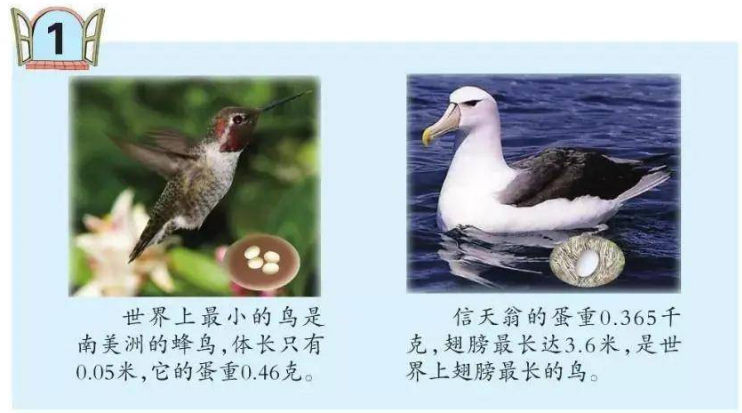 1
世界上最小的鸟是
南美洲的蜂鸟,体长只有
0.05米,它的蛋重0.46克。
信天翁的蛋重0.365千
克,翅膀最长达3.6米,是世
界上翅膀最长的鸟。